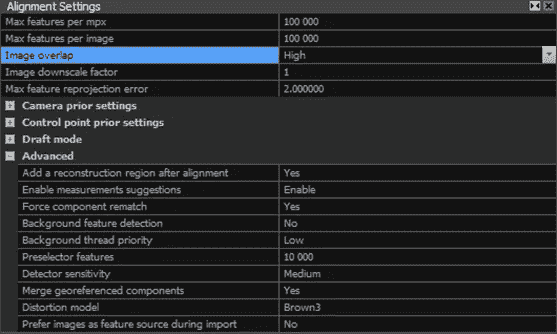 Alignment Settings
Max features per mpx 100 000
Max features per image 100 000
Image overlap High
Image downscale factor 1
Max feature reprojection error 2.000000
Camera prior settings
Control point prior settings
Draft mode
Advanced
Add a reconstruction region after alignment Yes
Enable measurements suggestions Enable
Force component rematch Yes
Background feature detection No
Background thread priority Low
Preselector features 10 000
Detector sensitivity Medium
Merge georeferenced components Yes
Distortion model Brown3
Prefer images as feature source during import No